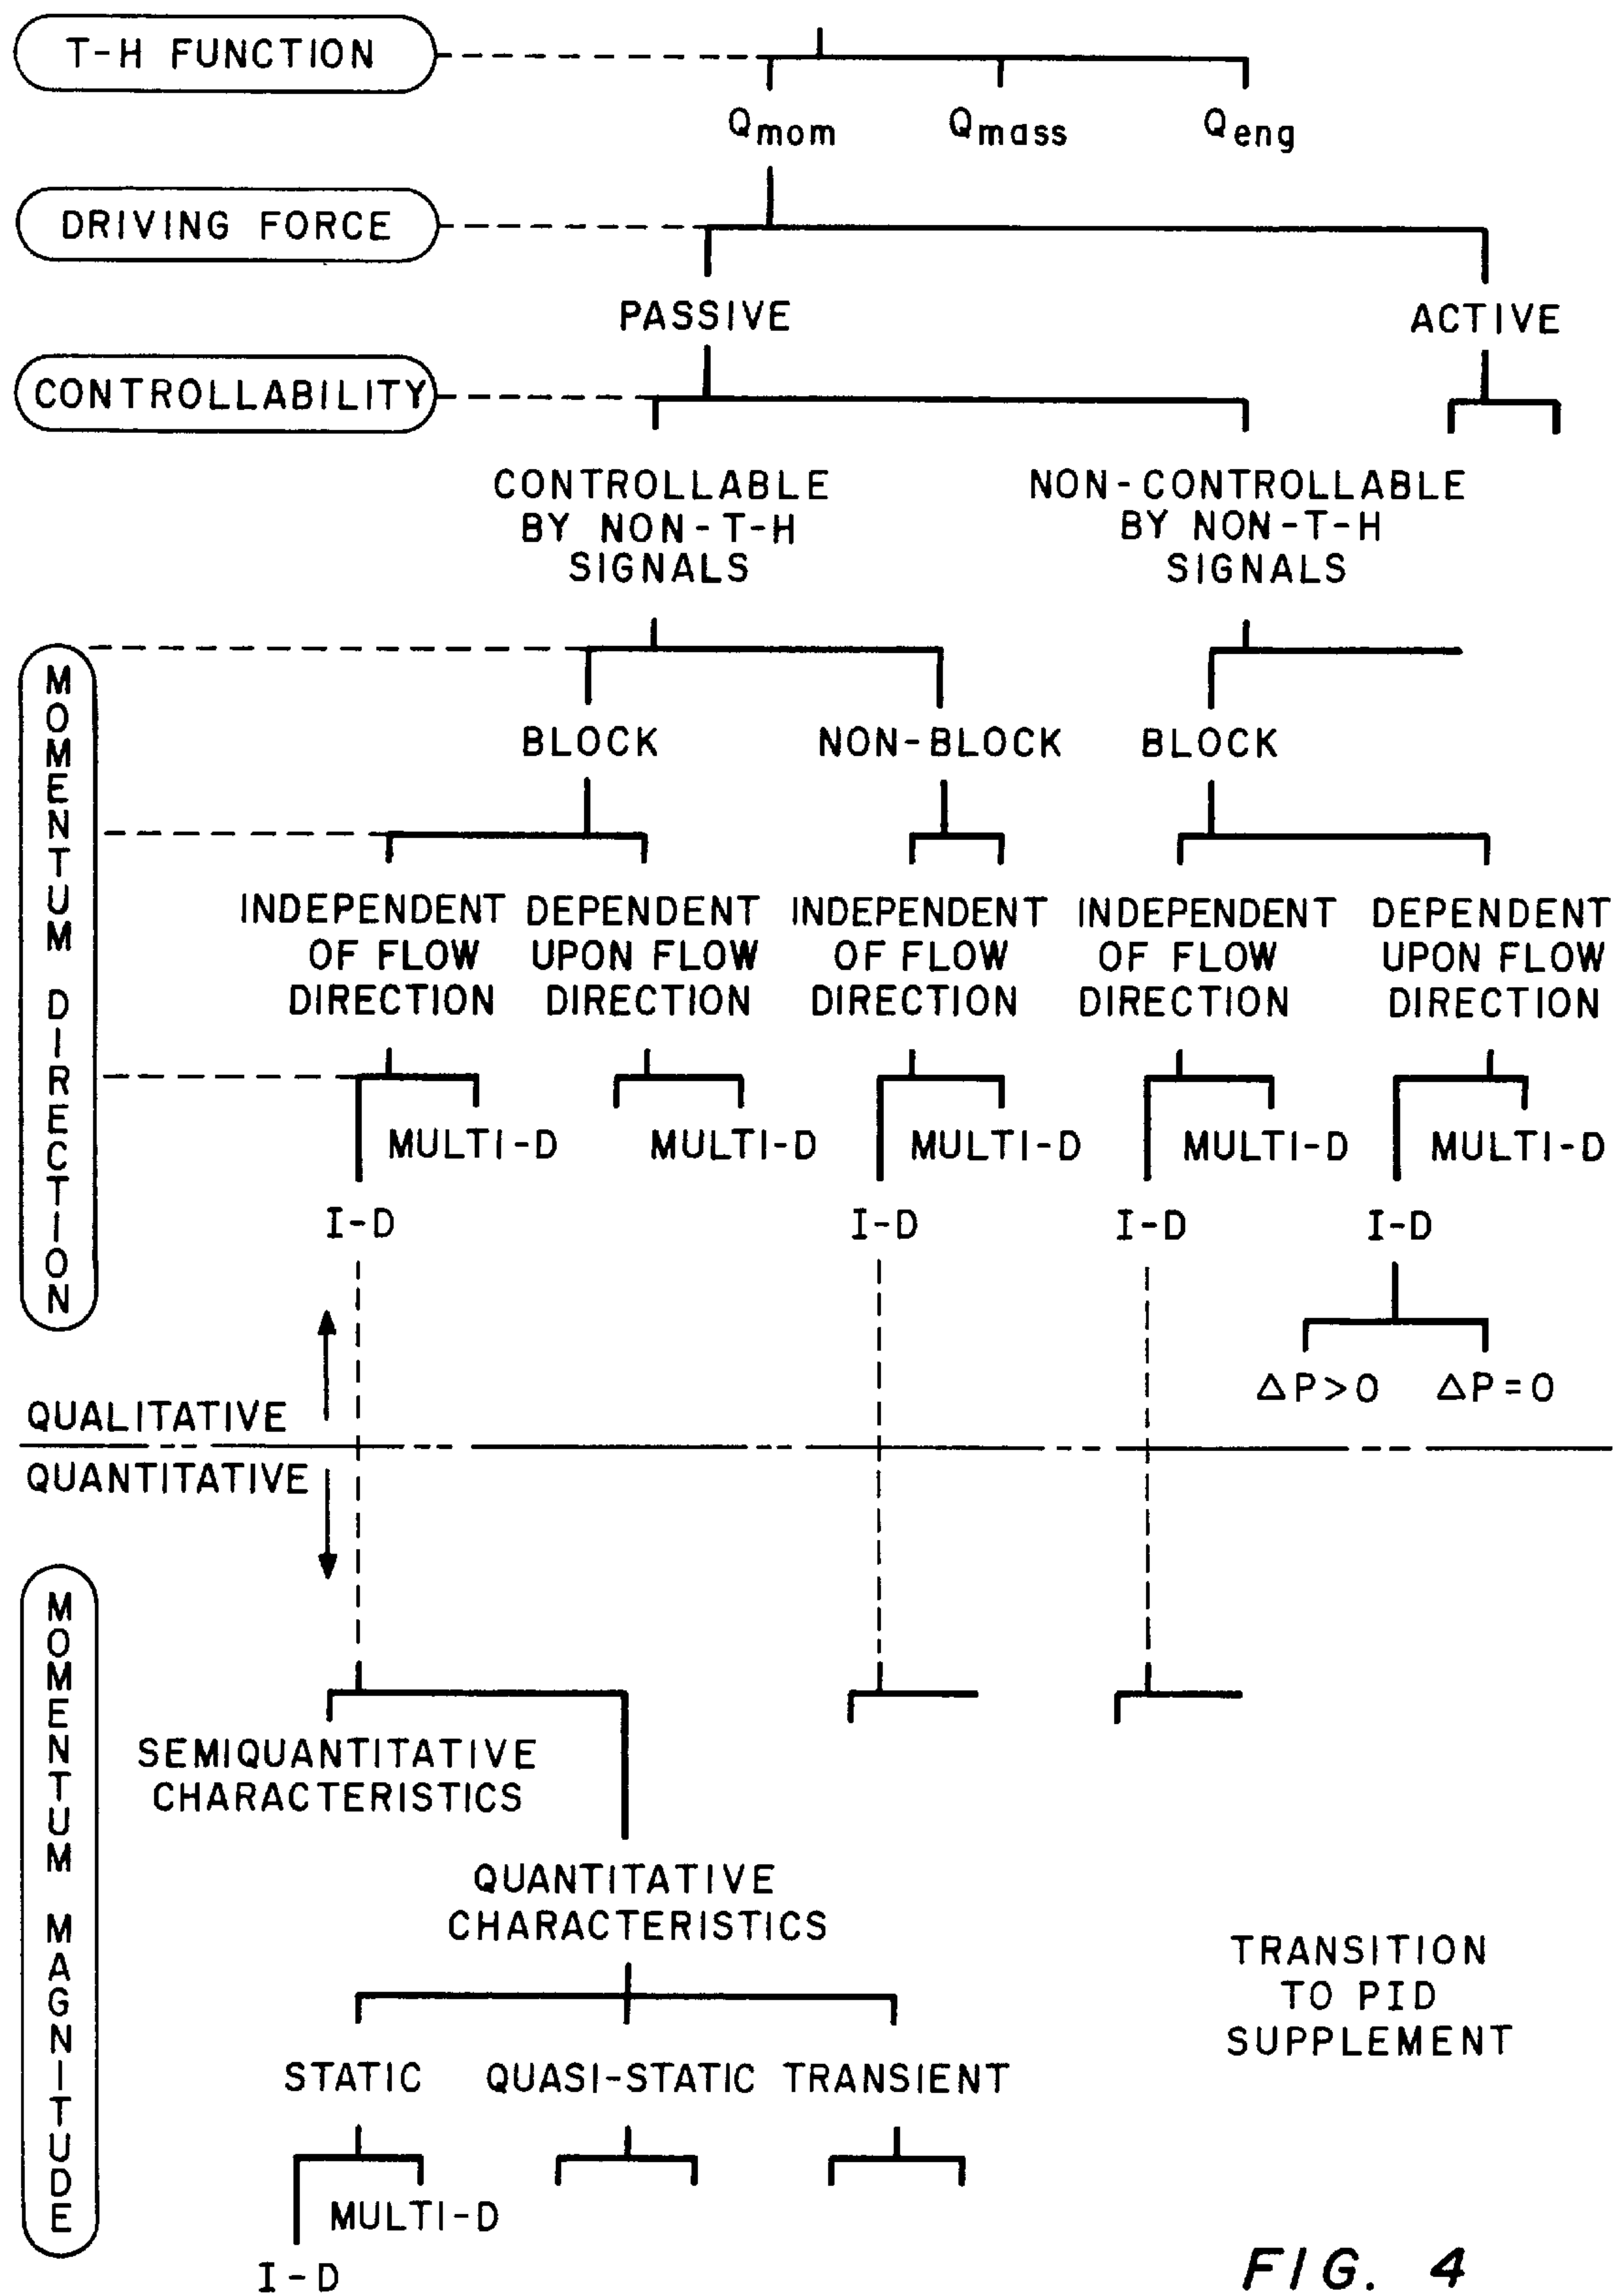 T-H FUNCTION
Qmom Qmass Qeng
DRIVING FORCE
PASSIVE ACTIVE
CONTROLLABILITY
CONTROLLABLE
BY NON-T-H
SIGNALS
NON-CONTROLLABLE
BY NON-T-H
SIGNALS
MOMENTUM DIRECTION
BLOCK NON-BLOCK BLOCK
INDEPENDENT
OF FLOW
DIRECTION
DEPENDENT
UPON FLOW
DIRECTION
INDEPENDENT
OF FLOW
DIRECTION
INDEPENDENT
OF FLOW
DIRECTION
DEPENDENT
UPON FLOW
DIRECTION
MULTI-D MULTI-D MULTI-D MULTI-D MULTI-D
I-D I-D I-D I-D
△P>0 △P=0
QUALITATIVE
QUANTITATIVE
MOMENTUM MAGNITUDE
SEMIQUANTITATIVE
CHARACTERISTICS
QUANTITATIVE
CHARACTERISTICS
TRANSITION
TO PID
SUPPLEMENT
STATIC QUASI-STATIC TRANSIENT
MULTI-D
I-D
FIG. 4